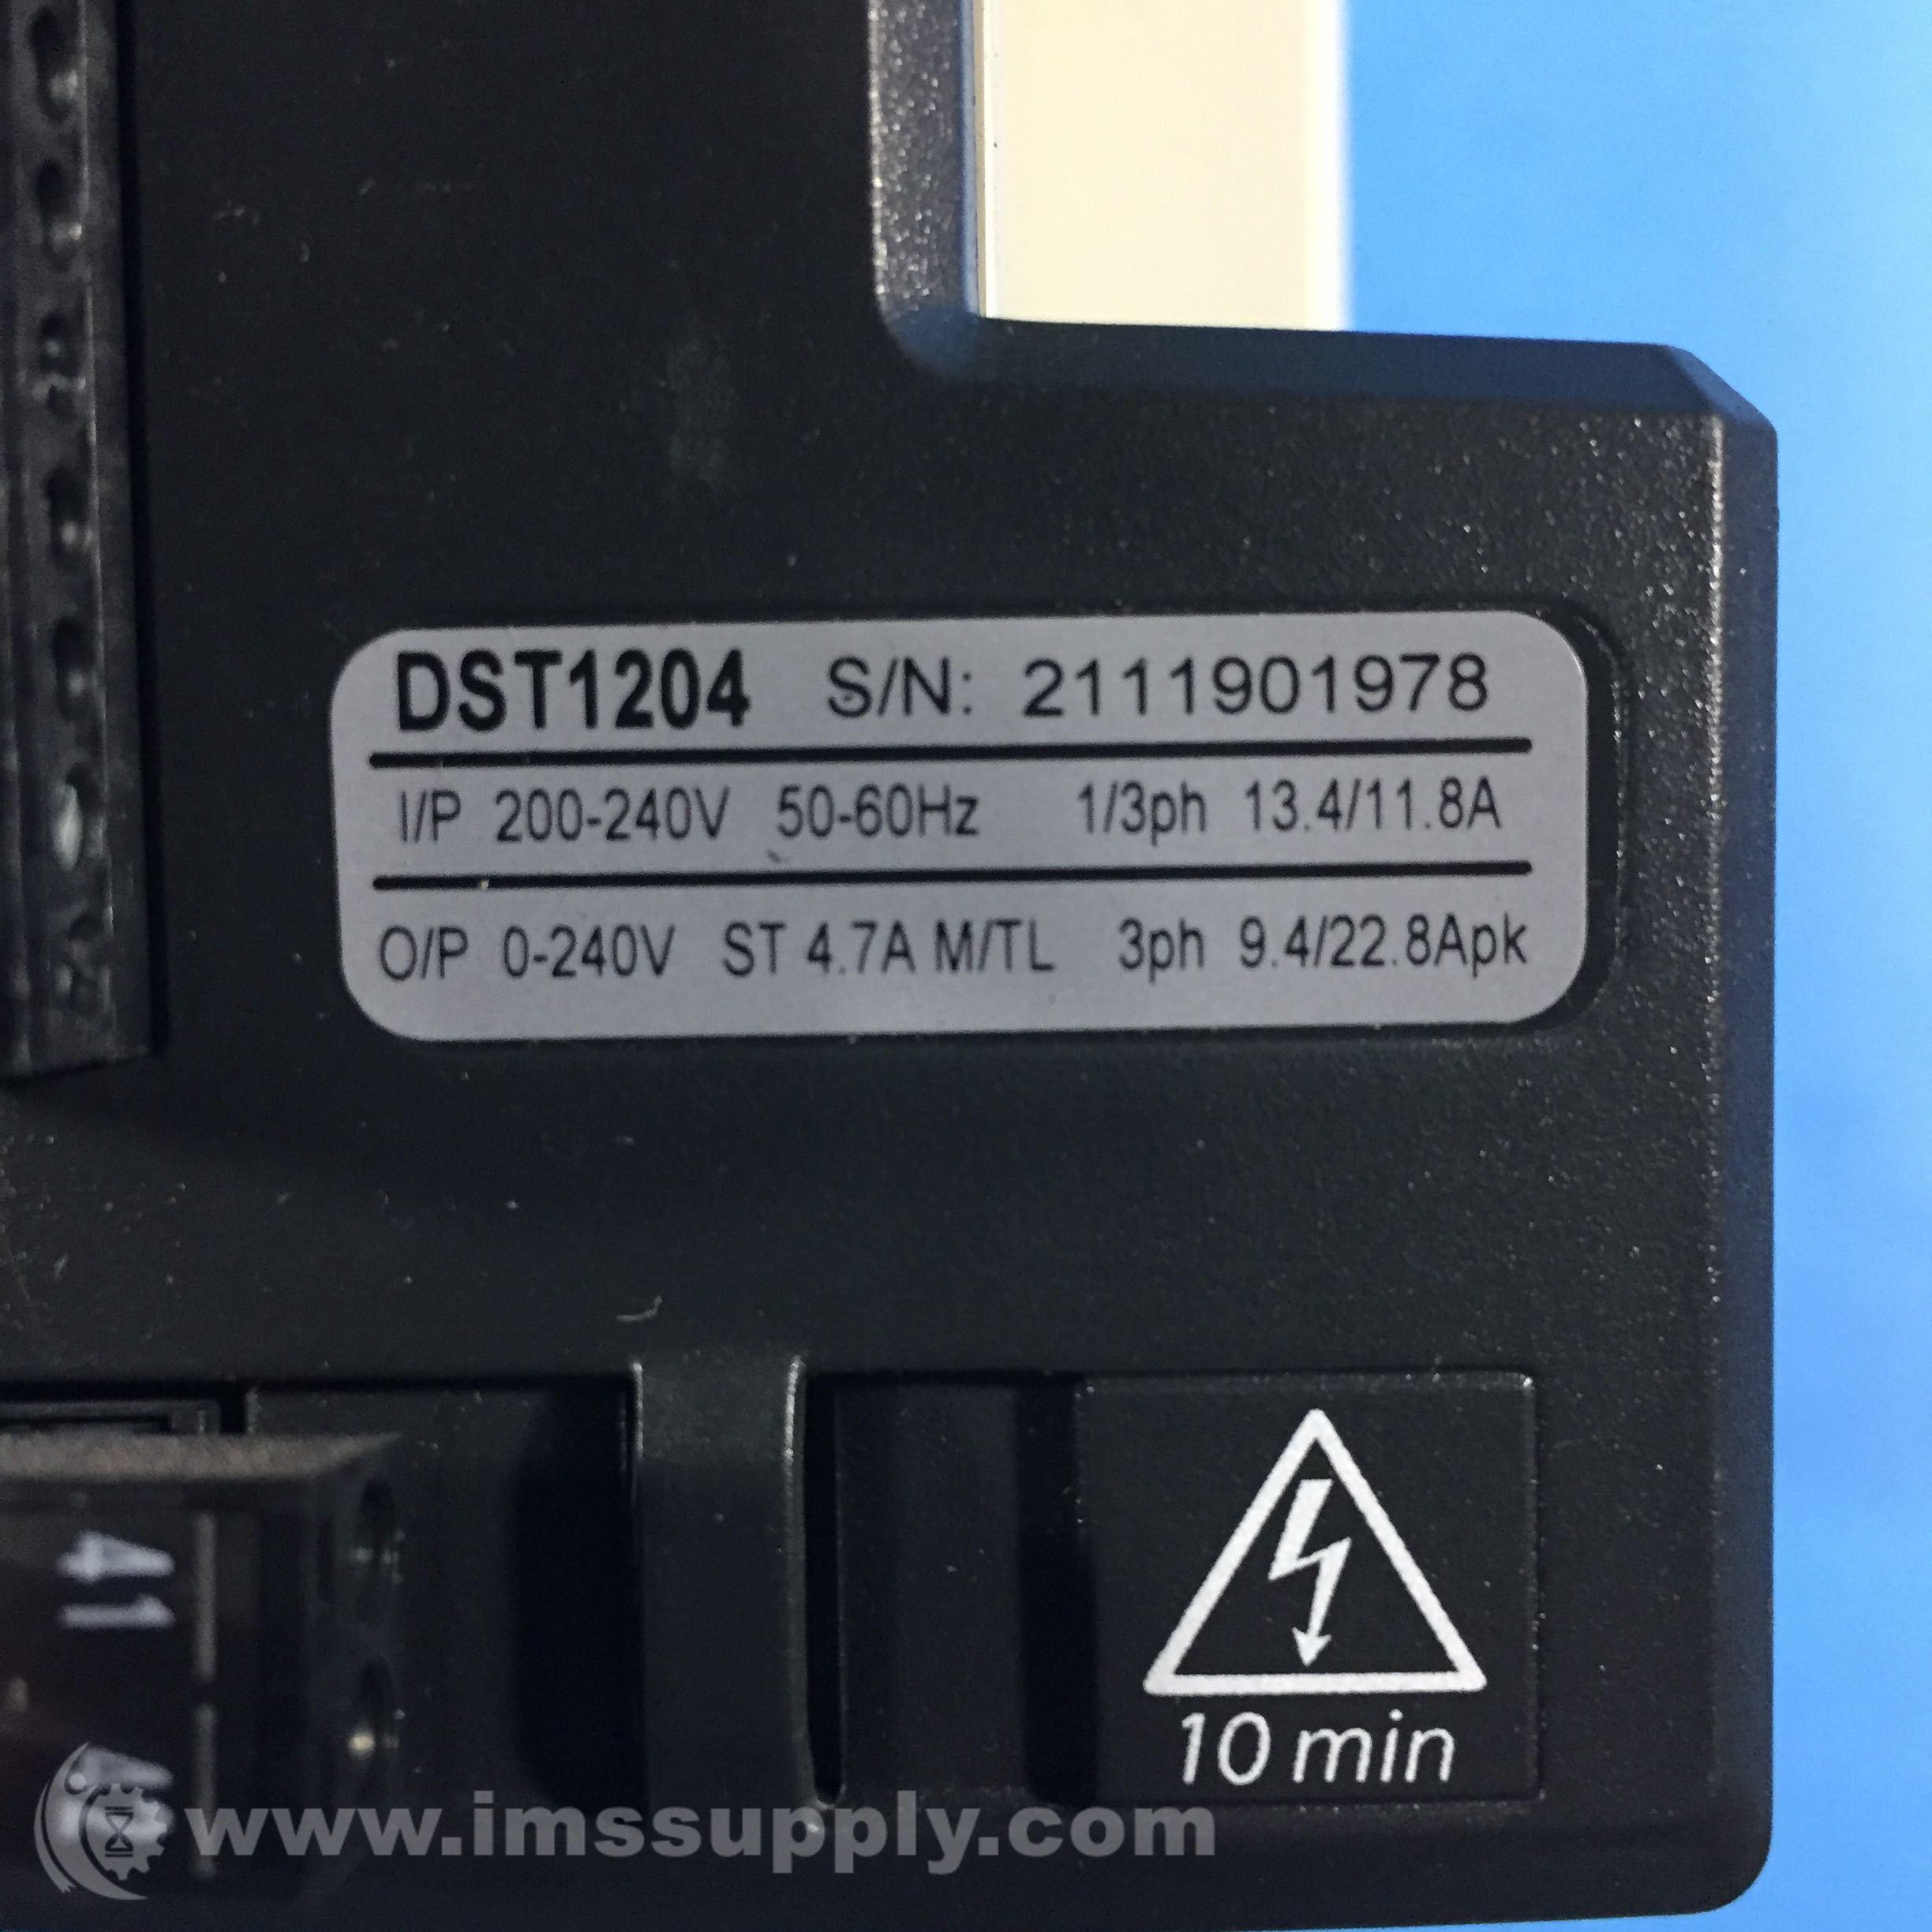 DST1204 S/N: 2111901978
I/P 200-240V 50-60Hz 1/3ph 13.4/11.8A
O/P 0-240V ST 4.7A M/TL 3ph 9.4/22.8Apk
41
10 min
www.imssupply.com